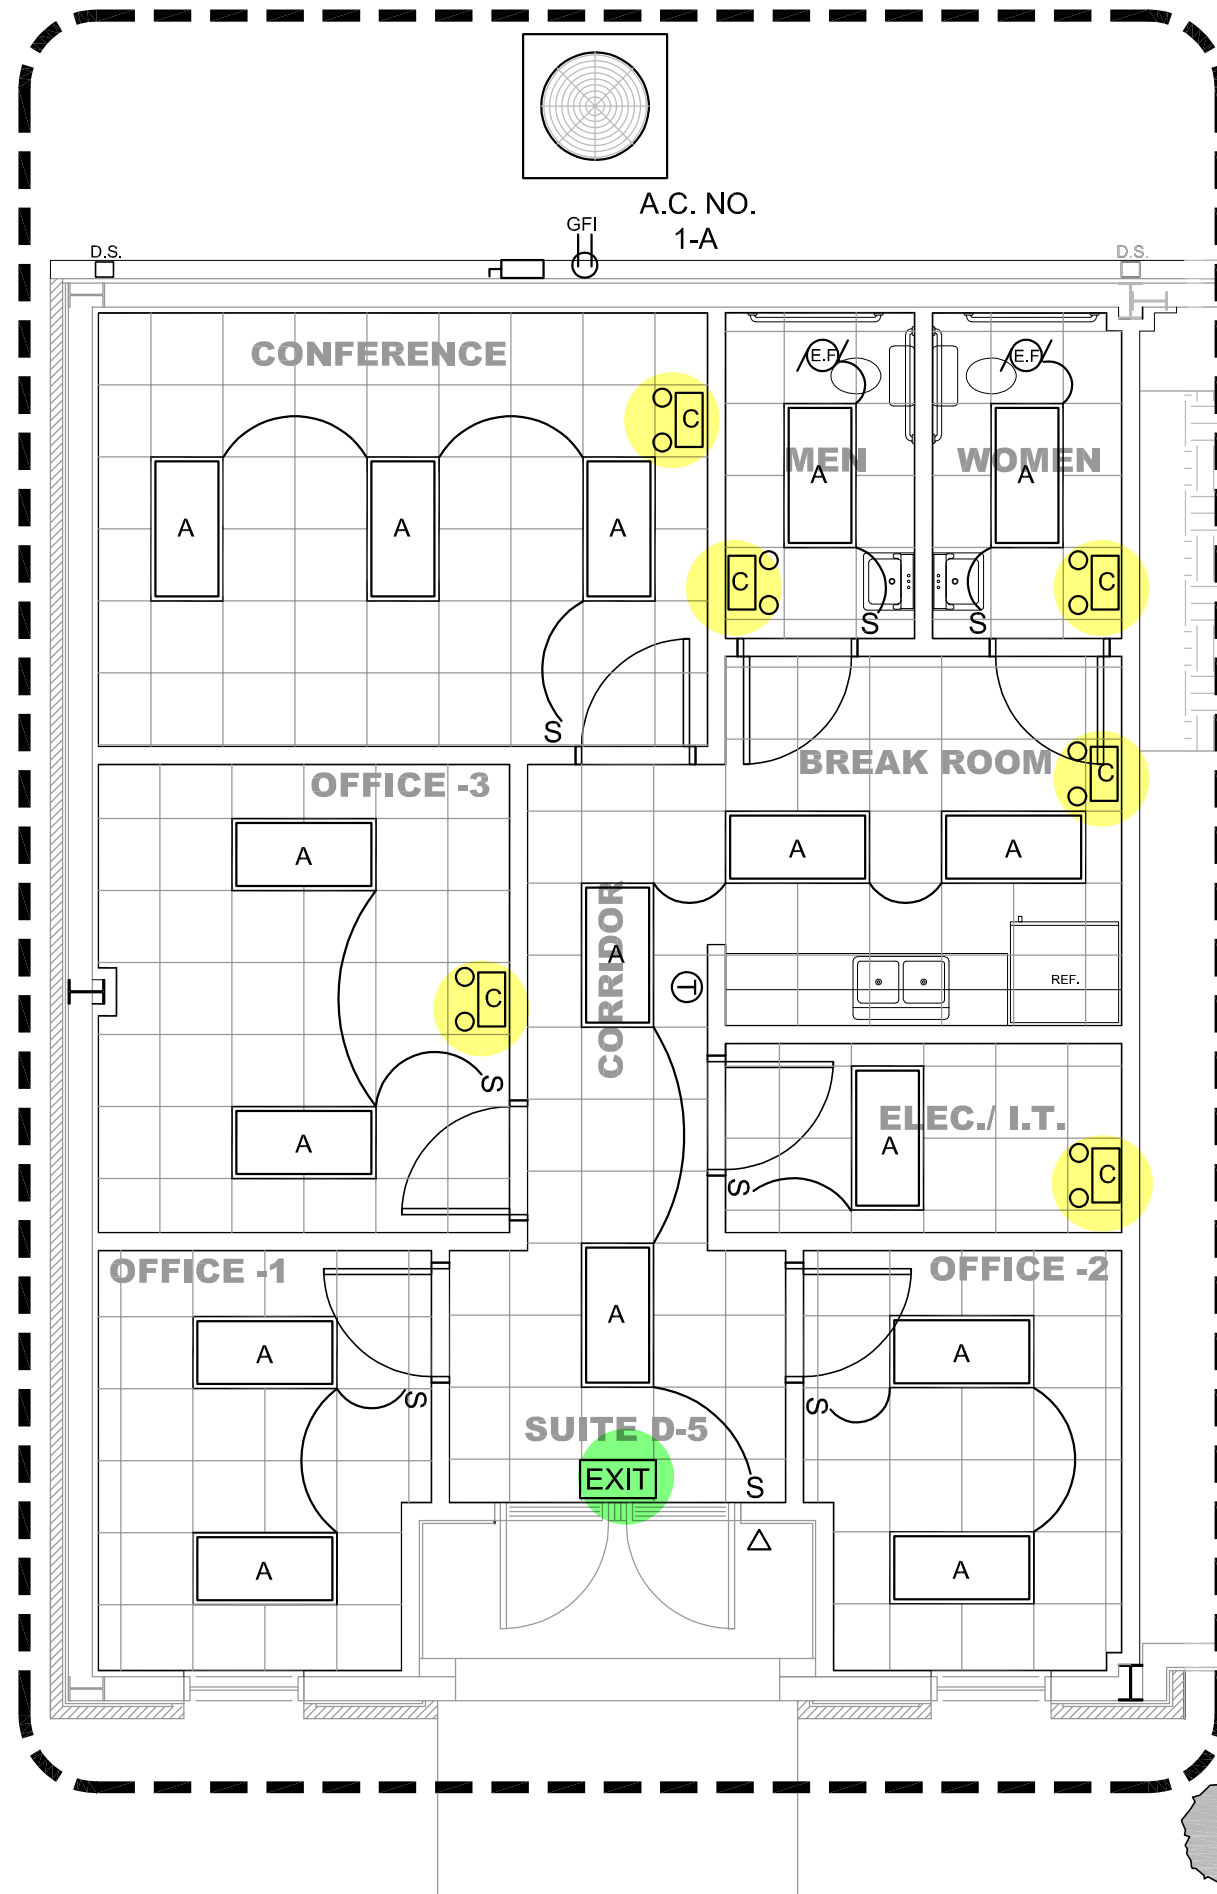 A.C. NO.
1-A
GFI
D.S.
D.S.
CONFERENCE
E.F
E.F
C
MEN
WOMEN
A
A
A
A
A
C
C
S
S
S
BREAK ROOM
C
OFFICE -3
A
A
A
CORRIDOR
A
T
REF.
C
S
ELEC./ I.T.
A
A
C
S
OFFICE -1
OFFICE -2
A
A
A
S
S
SUITE D-5
EXIT
S
A
A